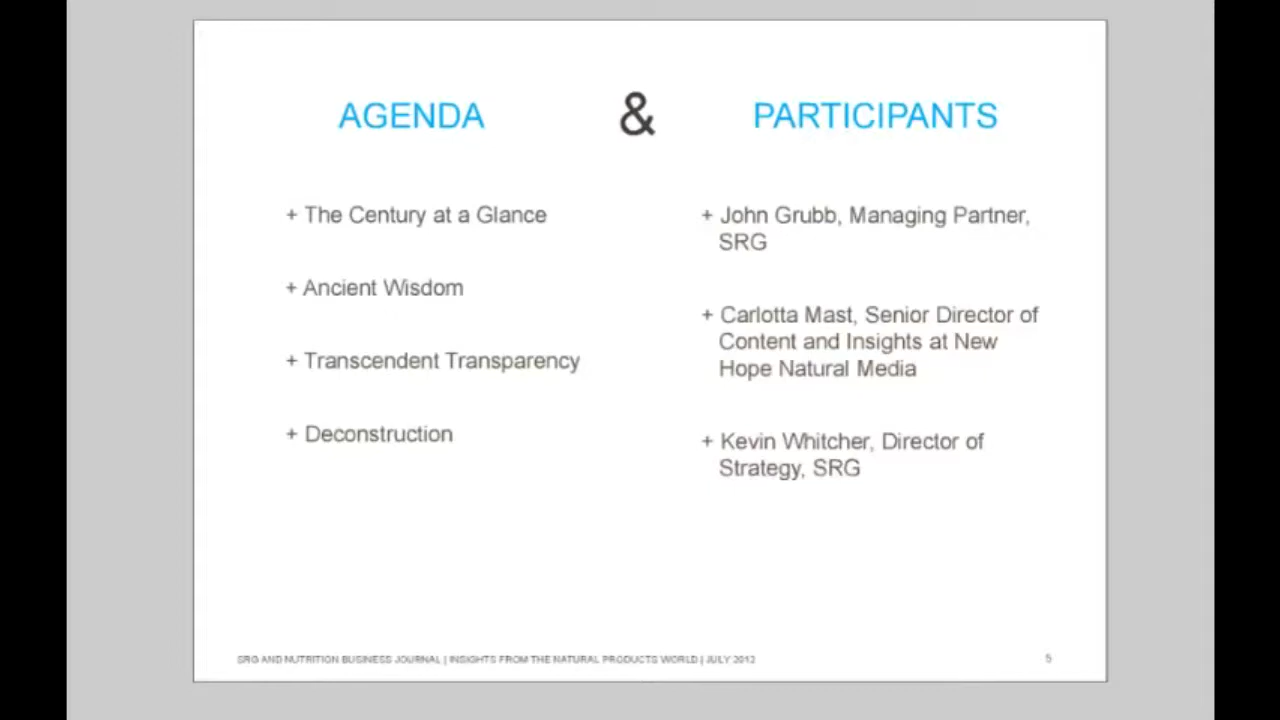 AGENDA & PARTICIPANTS
+ The Century at a Glance
+ Ancient Wisdom
+ Transcendent Transparency
+ Deconstruction
+ John Grubb, Managing Partner,
SRG
+ Carlotta Mast, Senior Director of
Content and Insights at New
Hope Natural Media
+ Kevin Whitcher, Director of
Strategy, SRG
SRG AND NUTRITION BUSINESS JOURNAL | INSIGHTS FROM THE NATURAL PRODUCTS WORLD | JULY
5